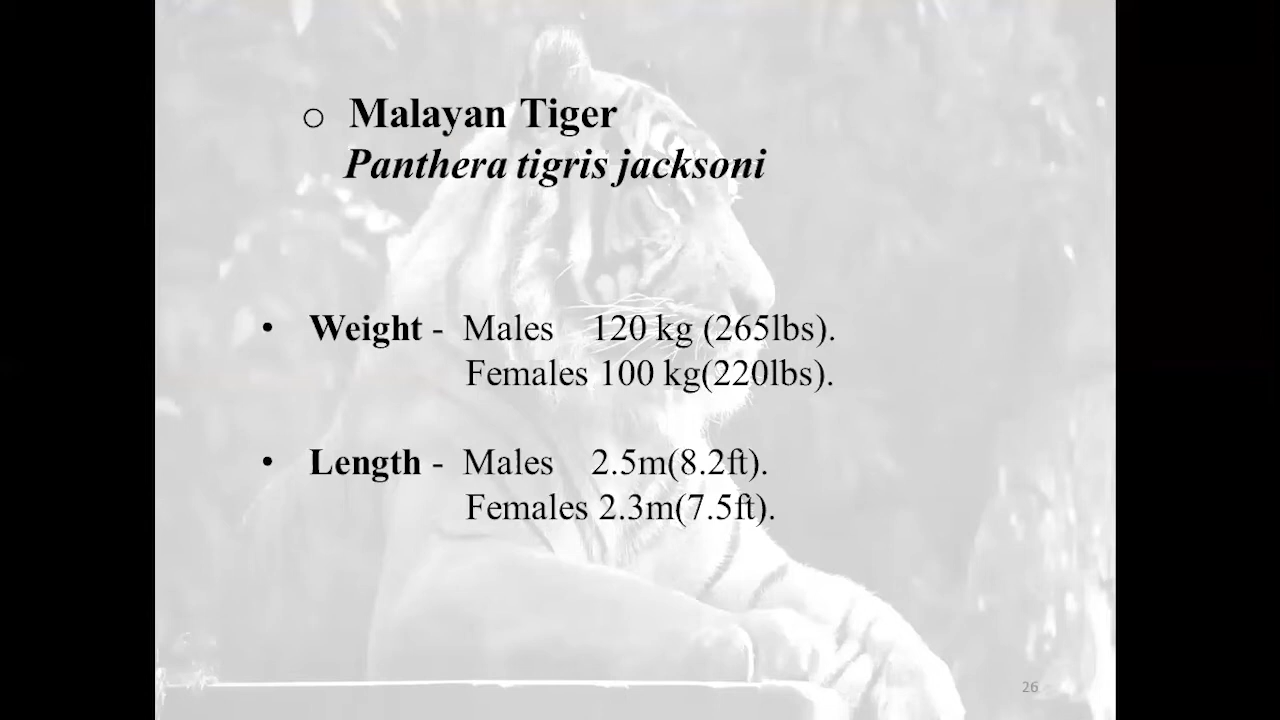 o Malayan Tiger
Panthera tigris jacksoni
• Weight - Males 120 kg (265lbs).
Females 100 kg(220lbs).
• Length - Males 2.5m(8.2ft).
Females 2.3m(7.5ft).
26